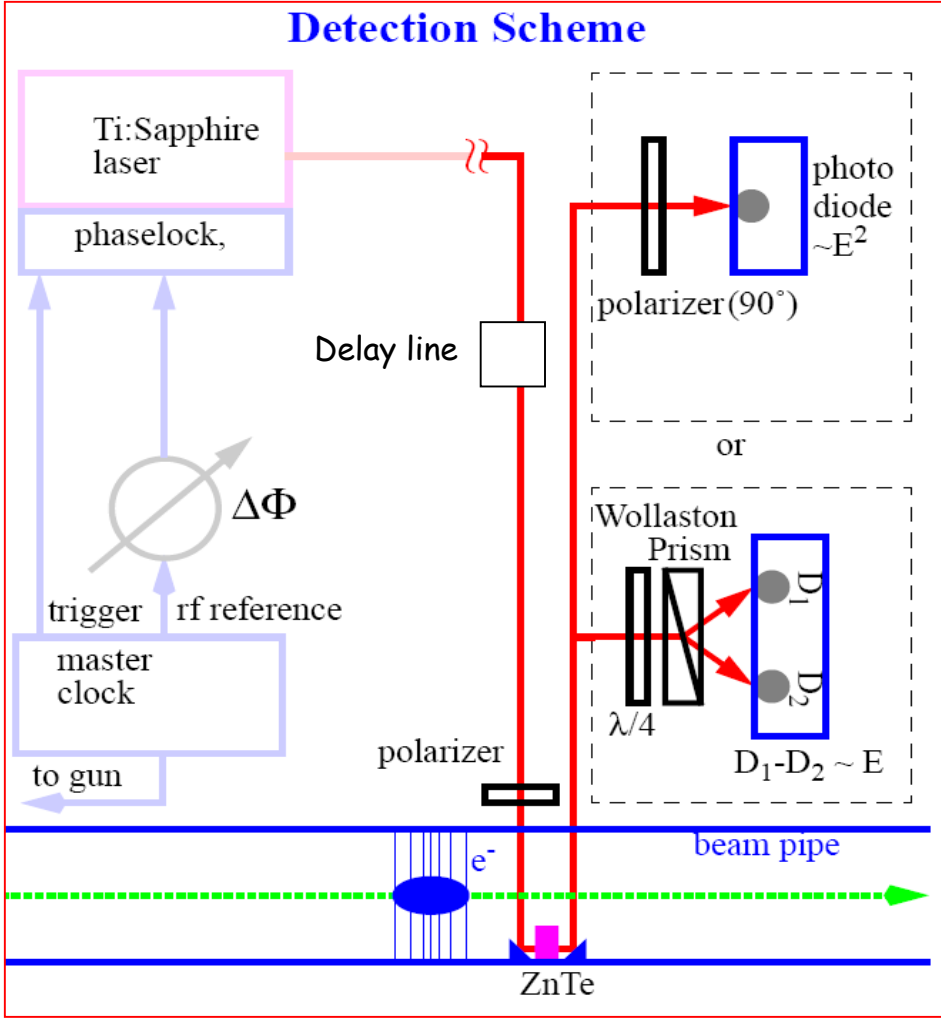 Detection Scheme
Ti:Sapphire
laser
phaselock,
ΔΦ
trigger
rf reference
master
clock
to gun
Delay line
polarizer
photo
diode
~E²
polarizer (90°)
or
Wollaston
Prism
D₁
D₂
λ/4
D₁-D₂ ~ E
beam pipe
e⁻
ZnTe